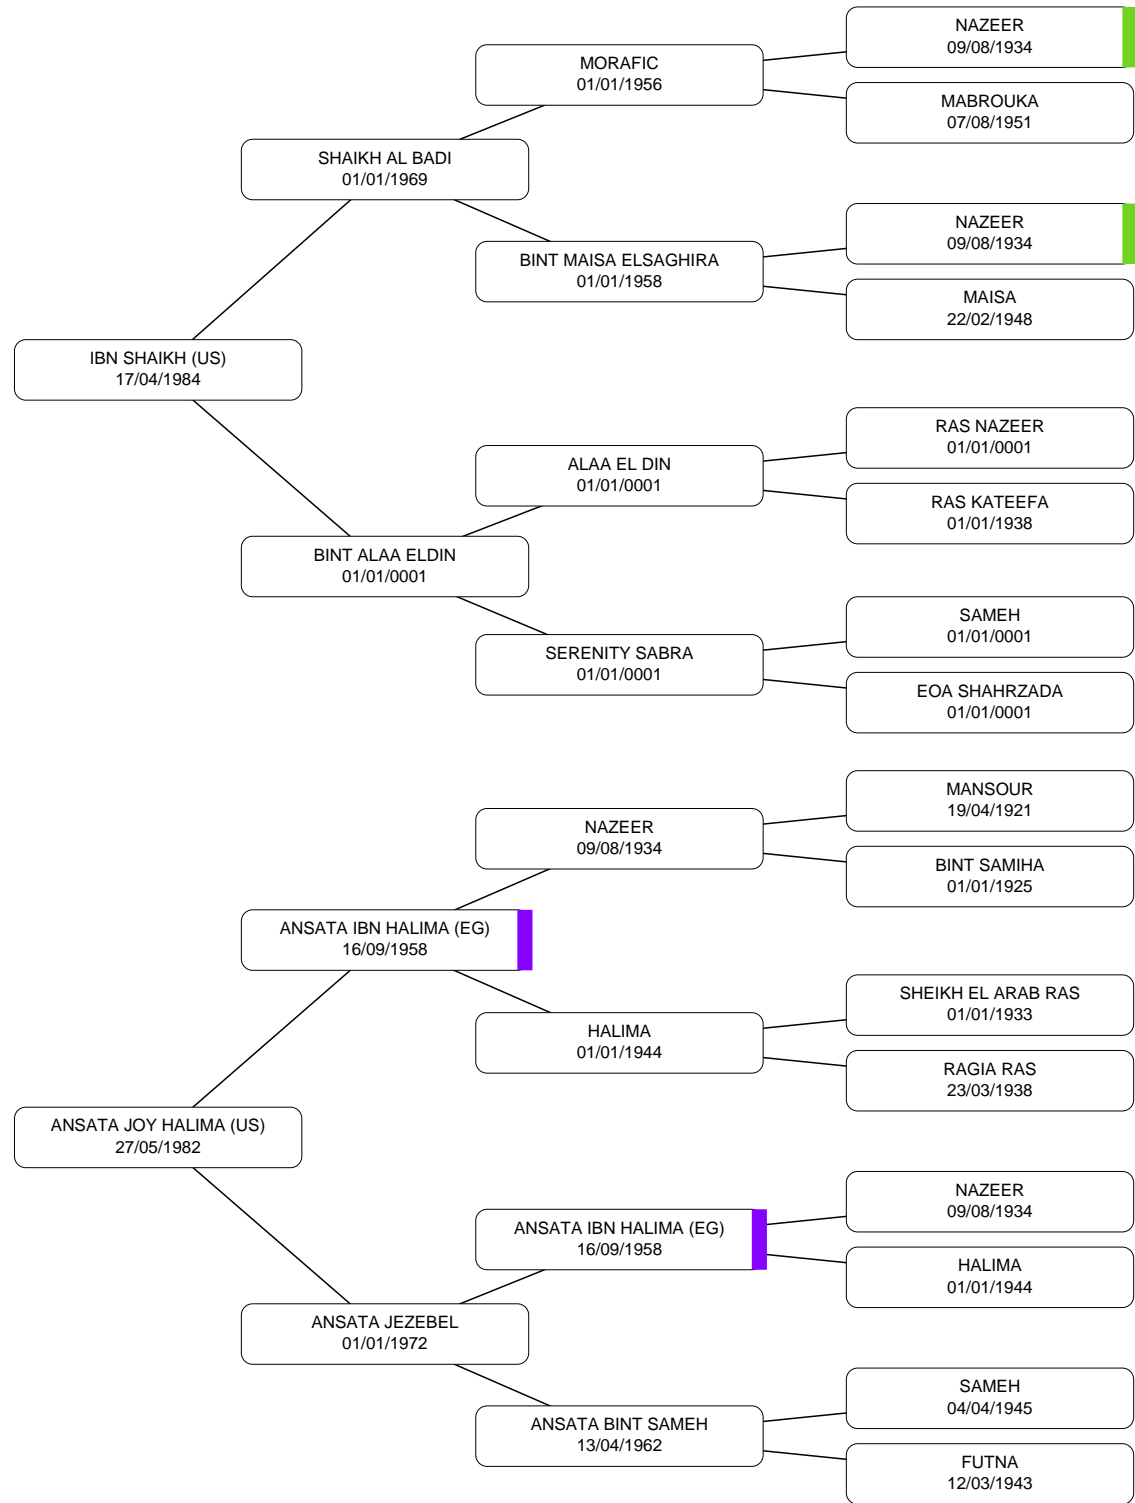 NAZEER
09/08/1934
MORAFIC
01/01/1956
MABROUKA
07/08/1951
SHAIKH AL BADI
01/01/1969
NAZEER
09/08/1934
BINT MAISA ELSAGHIRA
01/01/1958
MAISA
22/02/1948
IBN SHAIKH (US)
17/04/1984
RAS NAZEER
01/01/0001
ALAA EL DIN
01/01/0001
RAS KATEEFA
01/01/1938
BINT ALAA ELDIN
01/01/0001
SAMEH
01/01/0001
SERENITY SABRA
01/01/0001
EOA SHAHRZADA
01/01/0001
MANSOUR
19/04/1921
NAZEER
09/08/1934
BINT SAMIHA
01/01/1925
ANSATA IBN HALIMA (EG)
16/09/1958
SHEIKH EL ARAB RAS
01/01/1933
HALIMA
01/01/1944
RAGIA RAS
23/03/1938
ANSATA JOY HALIMA (US)
27/05/1982
NAZEER
09/08/1934
ANSATA IBN HALIMA (EG)
16/09/1958
HALIMA
01/01/1944
ANSATA JEZEBEL
01/01/1972
SAMEH
04/04/1945
ANSATA BINT SAMEH
13/04/1962
FUTNA
12/03/1943